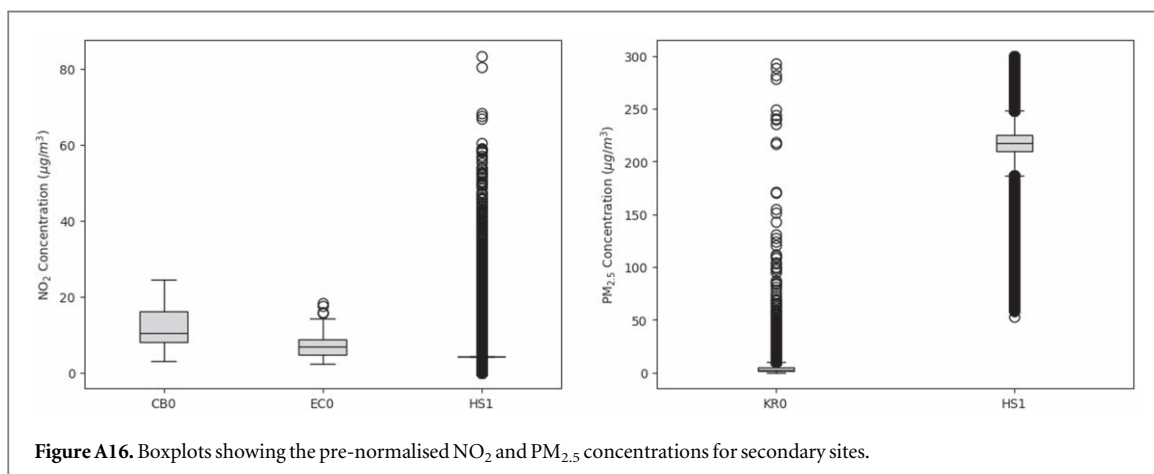 80
60
40
20
0
NO₂ Concentration (μg/m³)
CB0 EC0 HS1
300
250
200
150
100
50
0
PM₂.₅ Concentration (μg/m³)
KR0 HS1
Figure A16. Boxplots showing the pre-normalised NO₂ and PM₂.₅ concentrations for secondary sites.